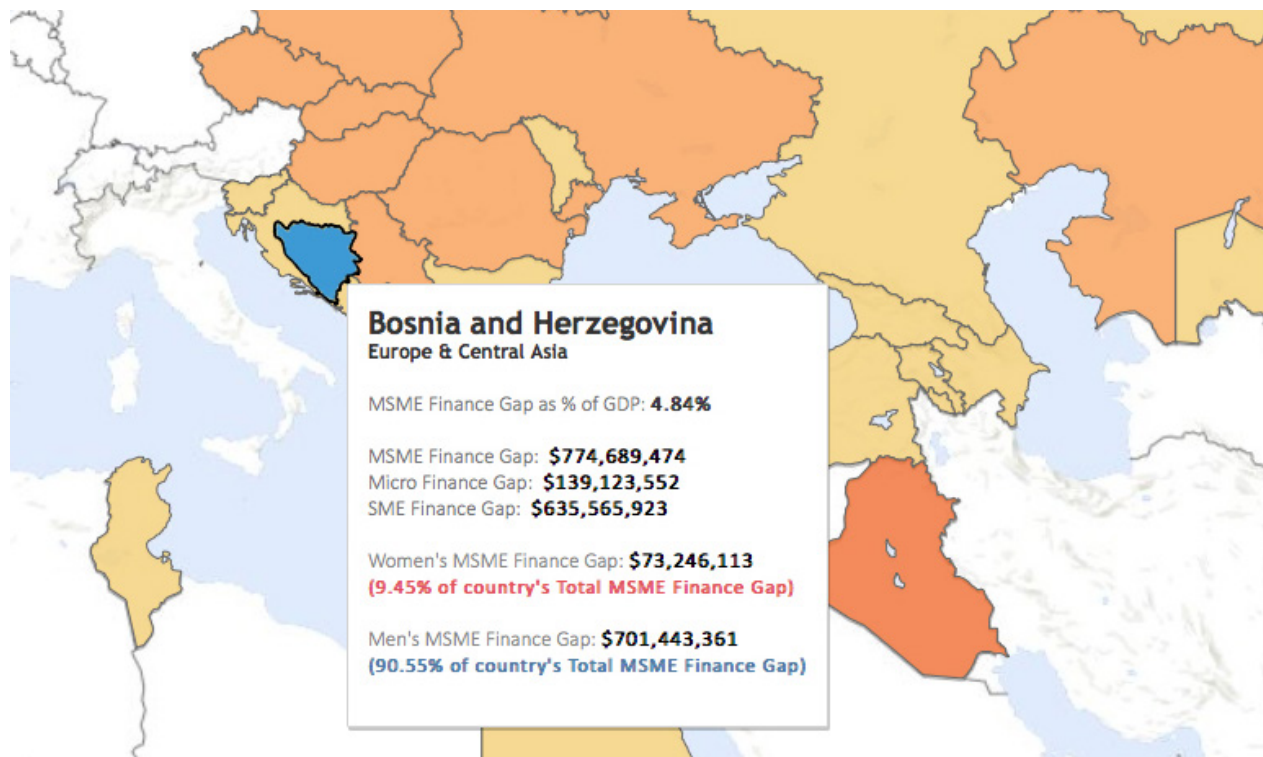 Bosnia and Herzegovina
Europe & Central Asia
MSME Finance Gap as % of GDP: 4.84%
MSME Finance Gap: $774,689,474
Micro Finance Gap: $139,123,552
SME Finance Gap: $635,565,923
Women's MSME Finance Gap: $73,246,113
(9.45% of country's Total MSME Finance Gap)
Men's MSME Finance Gap: $701,443,361
(90.55% of country's Total MSME Finance Gap)